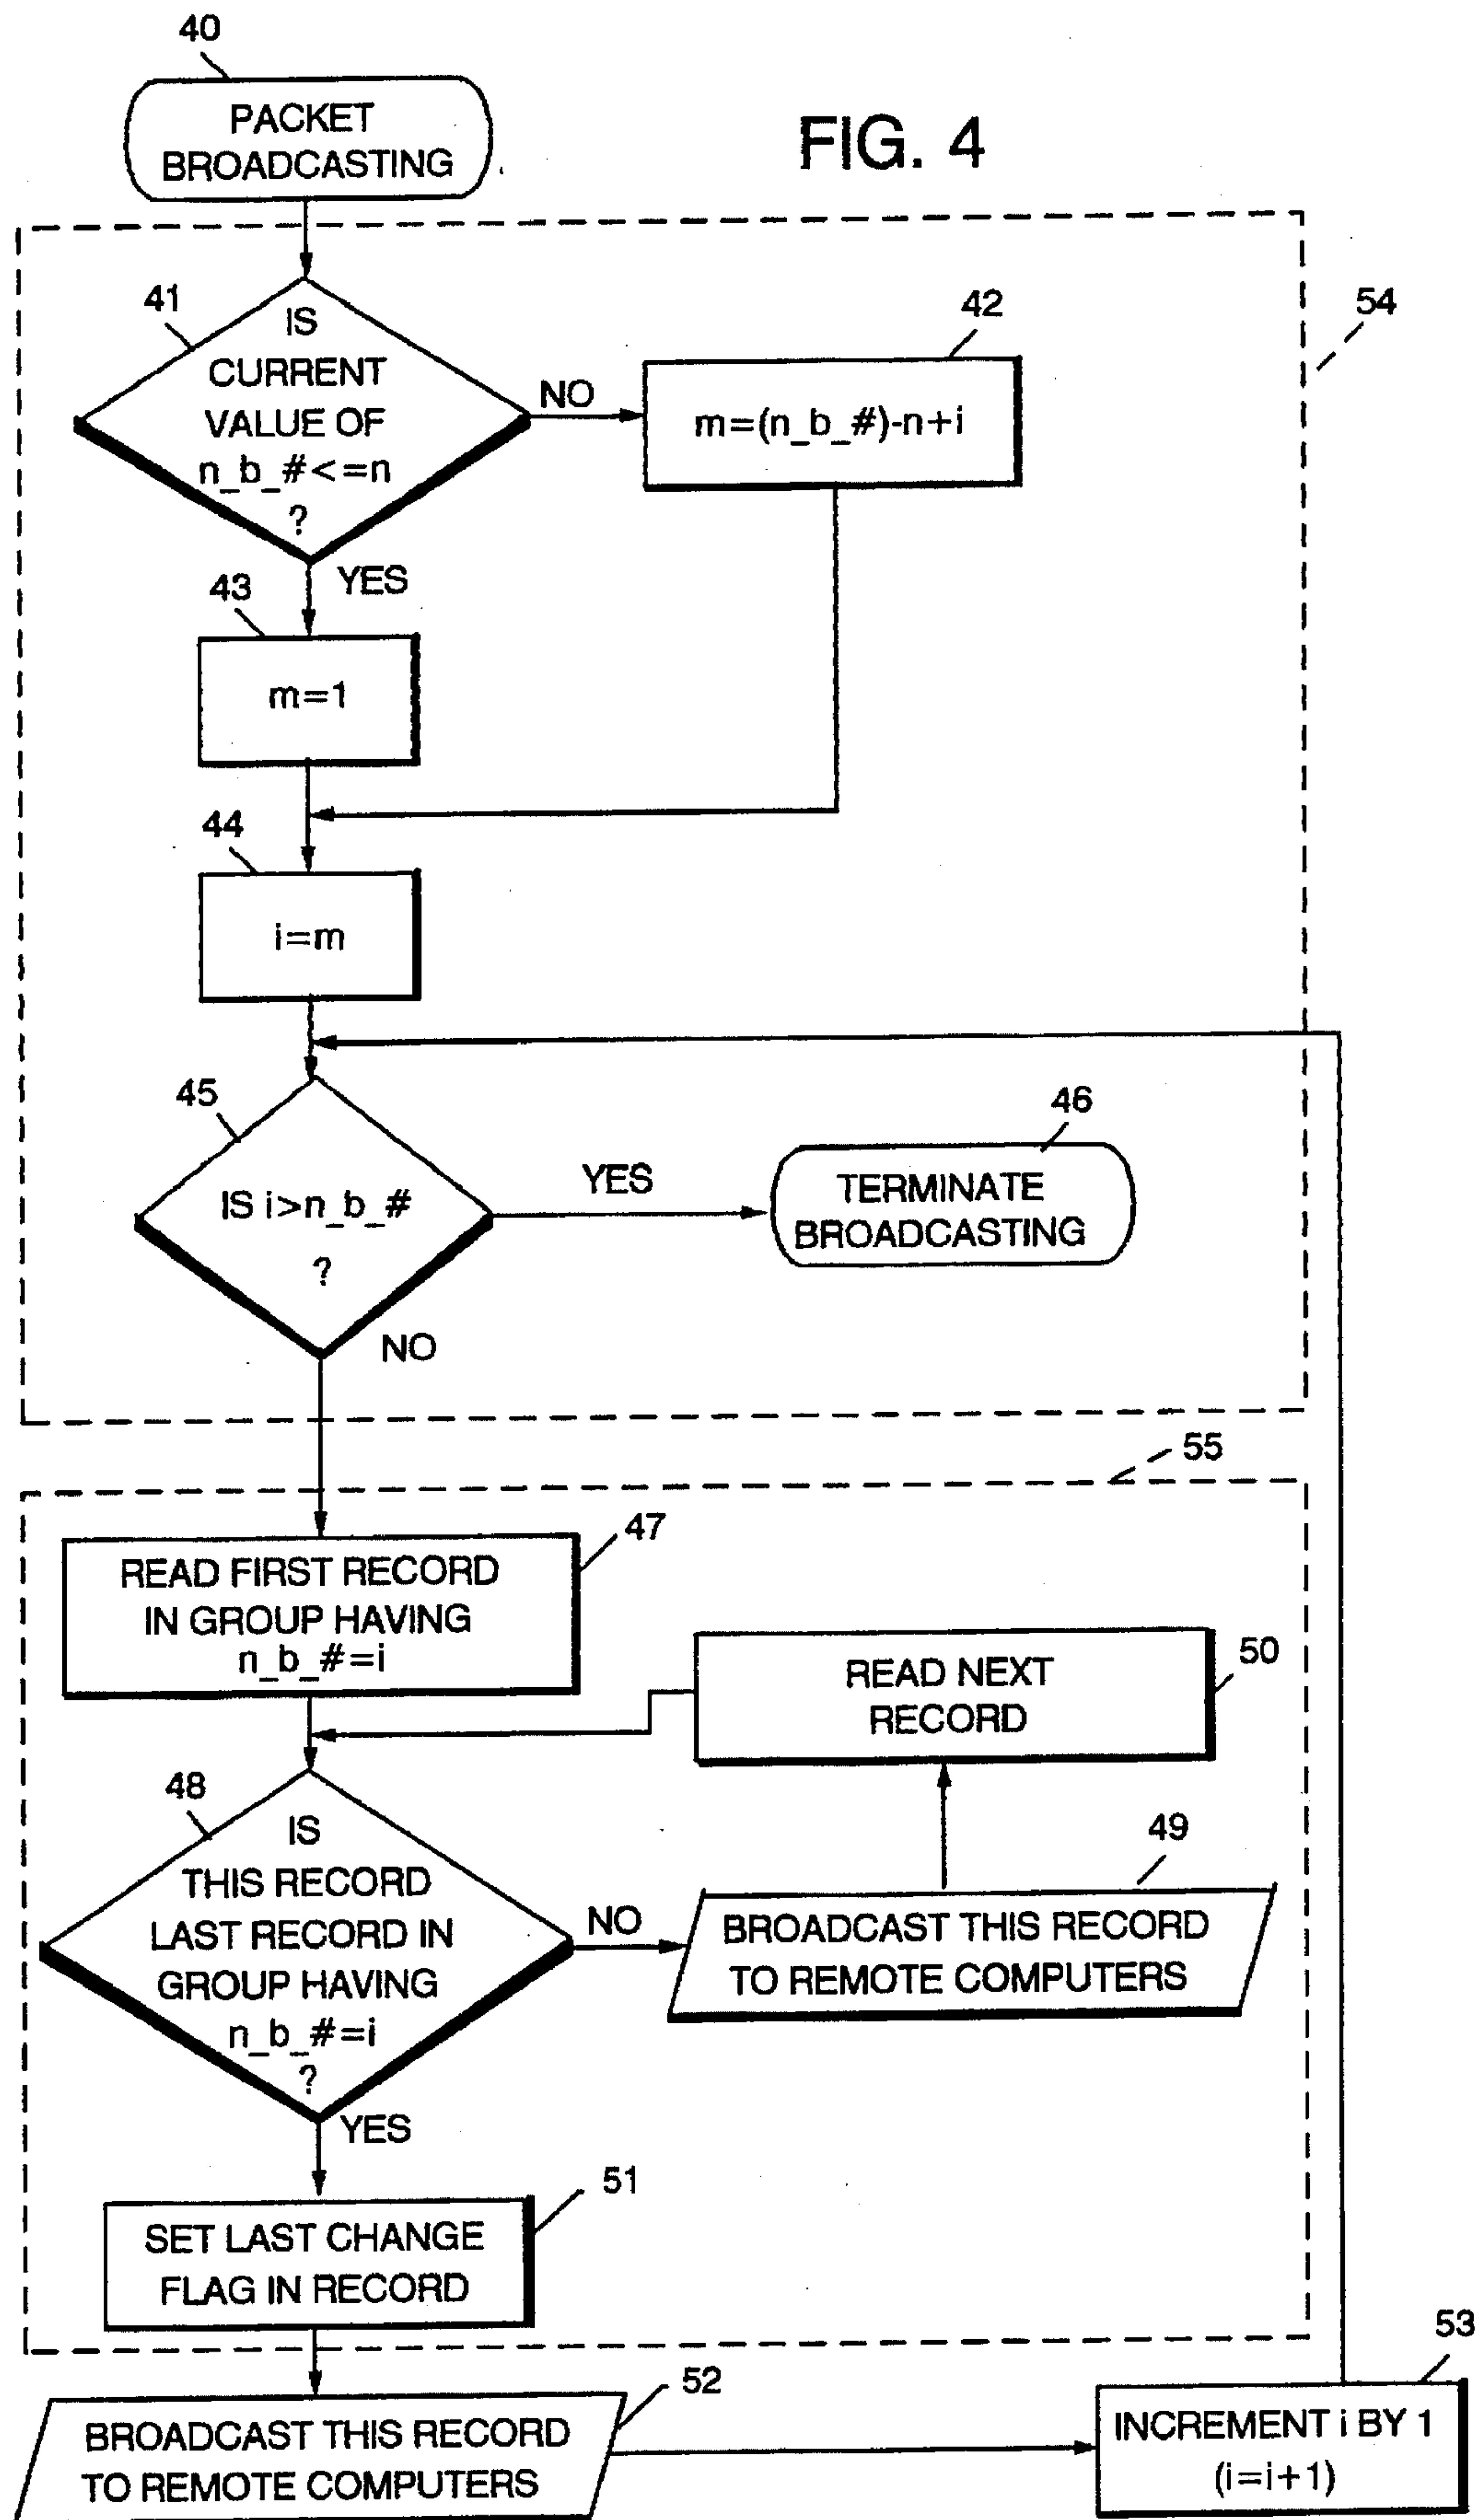 40
PACKET
BROADCASTING
FIG. 4
54
41
IS
CURRENT
VALUE OF
n_b_#<=n
?
NO
42
m=(n_b_#)-n+i
YES
43
m=1
44
i=m
45
IS i>n_b_#
?
YES
46
TERMINATE
BROADCASTING
NO
55
47
READ FIRST RECORD
IN GROUP HAVING
n_b_#=i
50
READ NEXT
RECORD
48
IS
THIS RECORD
LAST RECORD IN
GROUP HAVING
n_b_#=i
?
NO
49
BROADCAST THIS RECORD
TO REMOTE COMPUTERS
YES
51
SET LAST CHANGE
FLAG IN RECORD
52
BROADCAST THIS RECORD
TO REMOTE COMPUTERS
53
INCREMENT i BY 1
(i=i+1)